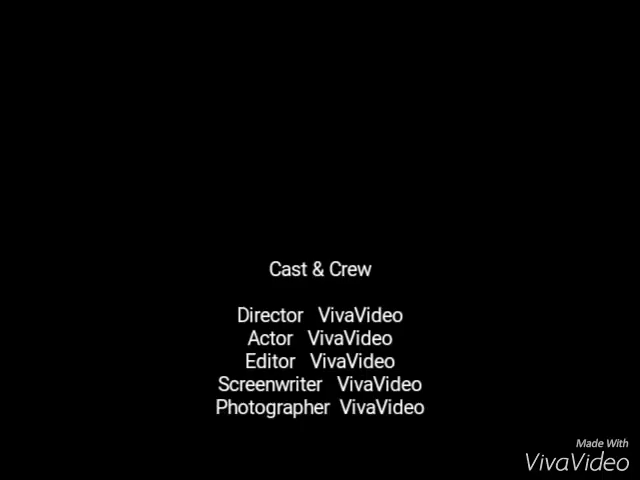 Cast & Crew
Director VivaVideo
Actor VivaVideo
Editor VivaVideo
Screenwriter VivaVideo
Photographer VivaVideo
Made With
VivaVideo